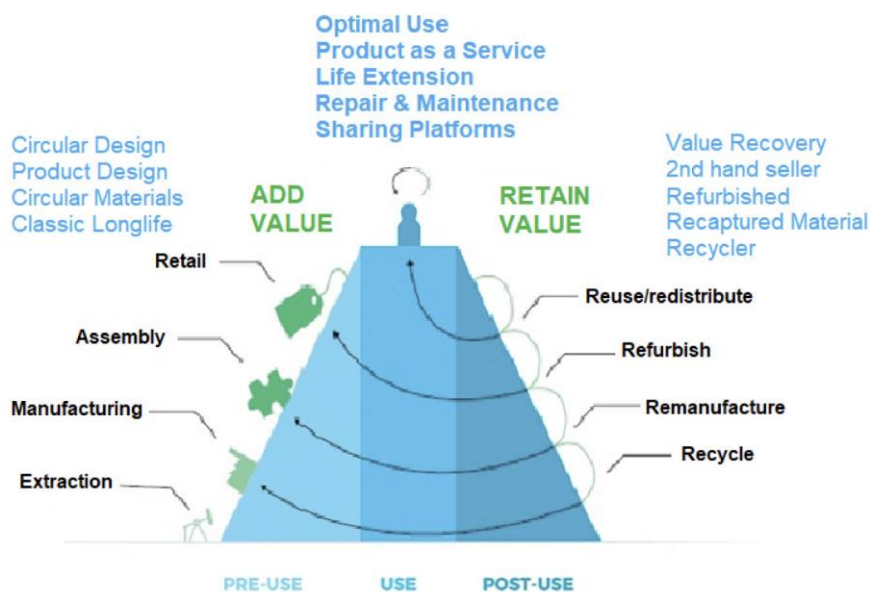 Optimal Use
Product as a Service
Life Extension
Repair & Maintenance
Sharing Platforms
Circular Design
Product Design
Circular Materials
Classic Longlife
ADD
VALUE
RETAIN
VALUE
Value Recovery
2nd hand seller
Refurbished
Recaptured Material
Recycler
Retail
Assembly
Manufacturing
Extraction
Reuse/redistribute
Refurbish
Remanufacture
Recycle
PRE-USE
USE
POST-USE